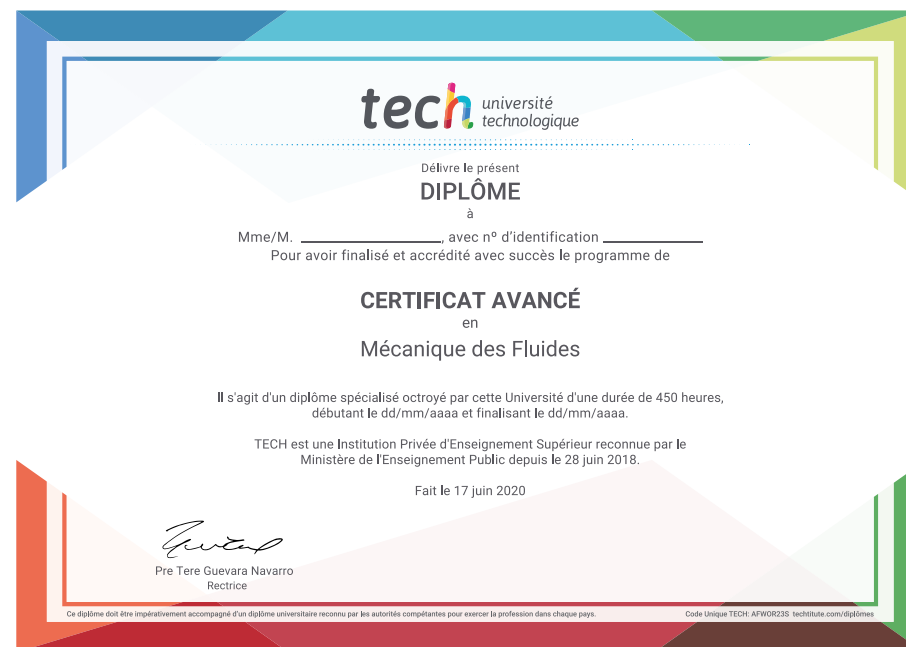 tech université
technologique
Délivre le présent
DIPLÔME
à
Mme/M. ____________________, avec nº d'identification ______________
Pour avoir finalisé et accrédité avec succès le programme de
CERTIFICAT AVANCÉ
en
Mécanique des Fluides
Il s'agit d'un diplôme spécialisé octroyé par cette Université d'une durée de 450 heures,
débutant le dd/mm/aaaa et finalisant le dd/mm/aaaa.
TECH est une Institution Privée d'Enseignement Supérieur reconnue par le
Ministère de l'Enseignement Public depuis le 28 juin 2018.
Fait le 17 juin 2020
Pre Tere Guevara Navarro
Rectrice
Ce diplôme doit être impérativement accompagné d'un diplôme universitaire reconnu par les autorités compétantes pour exercer la profession dans chaque pays.
Code Unique TECH: AFWOR23S techtitute.com/diplômes